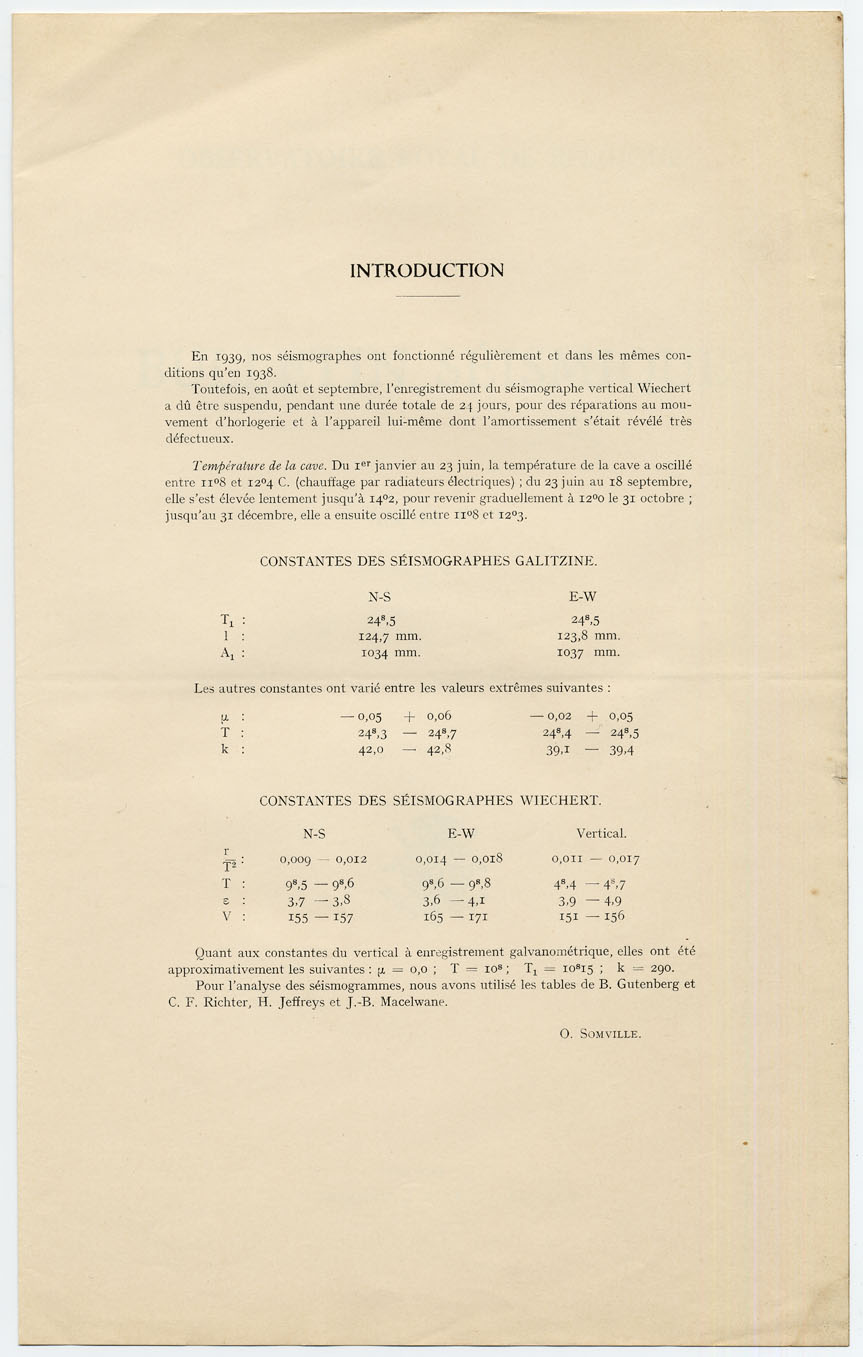 INTRODUCTION
En 1939, nos séismographes ont fonctionné régulièrement et dans les mêmes con-
ditions qu'en 1938.
Toutefois, en août et septembre, l'enregistrement du séismographe vertical Wiechert
a dû être suspendu, pendant une durée totale de 24 jours, pour des réparations au mou-
vement d'horlogerie et à l'appareil lui-même dont l'amortissement s'était révélé très
défectueux.
Température de la cave. Du 1er janvier au 23 juin, la température de la cave a oscillé
entre 11°8 et 12°4 C. (chauffage par radiateurs électriques) ; du 23 juin au 18 septembre,
elle s'est élevée lentement jusqu'à 14°2, pour revenir graduellement à 12°0 le 31 octobre ;
jusqu'au 31 décembre, elle a ensuite oscillé entre 11°8 et 12°3.
CONSTANTES DES SÉISMOGRAPHES GALITZINE.
N-S E-W
T₁ : 24ˢ,5 24ˢ,5
l : 124,7 mm. 123,8 mm.
A₁ : 1034 mm. 1037 mm.
Les autres constantes ont varié entre les valeurs extrêmes suivantes :
μ : — 0,05 + 0,06 — 0,02 + 0,05
T : 24ˢ,3 — 24ˢ,7 24ˢ,4 — 24ˢ,5
k : 42,0 — 42,8 39,1 — 39,4
CONSTANTES DES SÉISMOGRAPHES WIECHERT.
N-S E-W Vertical.
r/T² : 0,009 — 0,012 0,014 — 0,018 0,011 — 0,017
T : 9ˢ,5 — 9ˢ,6 9ˢ,6 — 9ˢ,8 4ˢ,4 — 4ˢ,7
ε : 3,7 — 3,8 3,6 — 4,1 3,9 — 4,9
V : 155 — 157 165 — 171 151 — 156
Quant aux constantes du vertical à enregistrement galvanométrique, elles ont été
approximativement les suivantes : μ = 0,0 ; T = 10ˢ ; T₁ = 10ˢ15 ; k = 290.
Pour l'analyse des séismogrammes, nous avons utilisé les tables de B. Gutenberg et
C. F. Richter, H. Jeffreys et J.-B. Macelwane.
O. SOMVILLE.